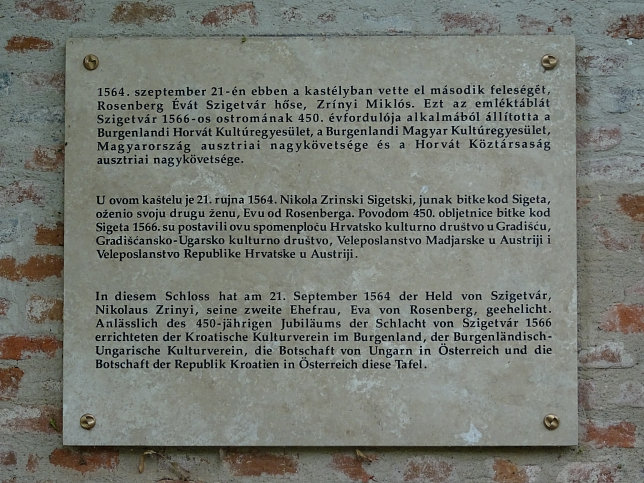 1564. szeptember 21-én ebben a kastélyban vette el második feleségét,
Rosenberg Évát Szigetvár hőse, Zrínyi Miklós. Ezt az emléktáblát
Szigetvár 1566-os ostromának 450. évfordulója alkalmából állította a
Burgenlandi Horvát Kultúregyesület, a Burgenlandi Magyar Kultúregyesület,
Magyarország ausztriai nagykövetsége és a Horvát Köztársaság
ausztriai nagykövetsége.
U ovom kaštelu je 21. rujna 1564. Nikola Zrinski Sigetski, junak bitke kod Sigeta,
oženio svoju drugu ženu, Evu od Rosenberga. Povodom 450. obljetnice bitke kod
Sigeta 1566. su postavili ovu spomenploču Hrvatsko kulturno društvo u Gradišću,
Gradišćansko-Ugarsko kulturno društvo, Veleposlanstvo Madjarske u Austriji i
Veleposlanstvo Republike Hrvatske u Austriji.
In diesem Schloss hat am 21. September 1564 der Held von Szigetvár,
Nikolaus Zrinyi, seine zweite Ehefrau, Eva von Rosenberg, geehelicht.
Anlässlich des 450-jährigen Jubiläums der Schlacht von Szigetvár 1566
errichteten der Kroatische Kulturverein im Burgenland, der Burgenländisch-
Ungarische Kulturverein, die Botschaft von Ungarn in Österreich und die
Botschaft der Republik Kroatien in Österreich diese Tafel.